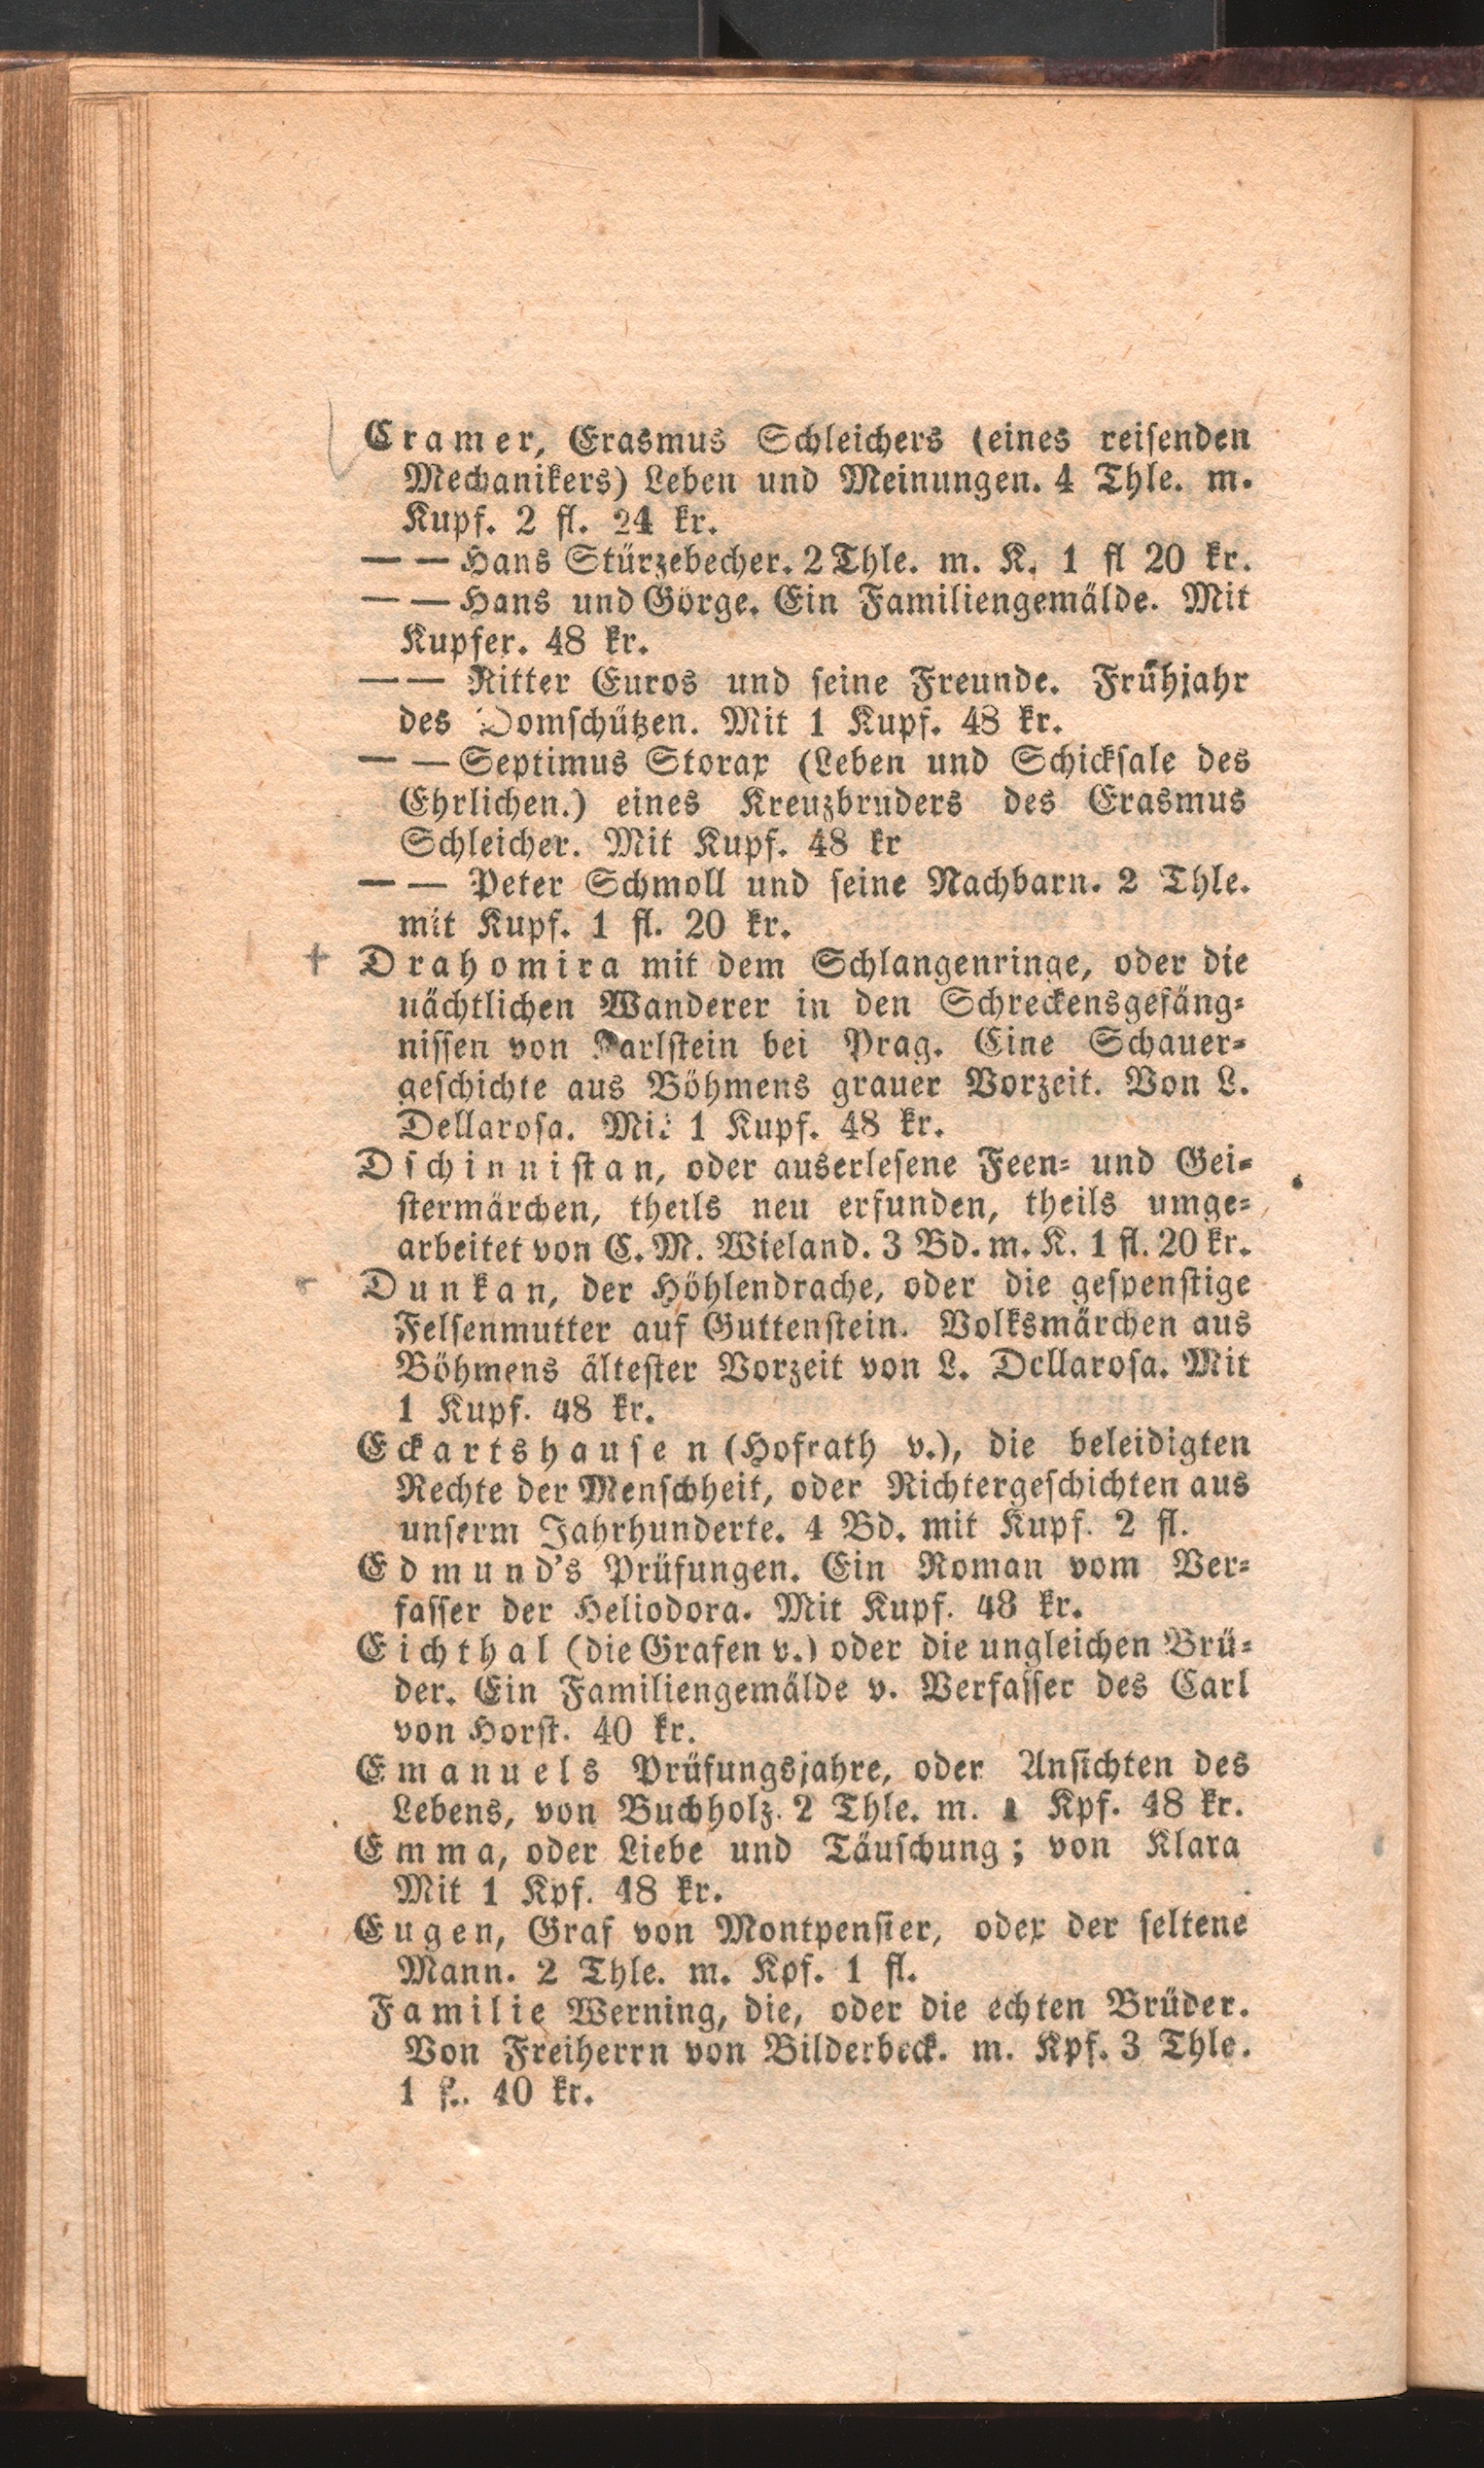 Cramer, Erasmus Schleichers (eines reisenden
Mechanikers) Leben und Meinungen. 4 Thle. m.
Kupf. 2 fl. 24 kr.
— — Hans Stürzebecher. 2 Thle. m. K. 1 fl 20 kr.
— — Hans und Görge. Ein Familiengemälde. Mit
Kupfer. 48 kr.
— — Ritter Euros und seine Freunde. Frühjahr
des Domschützen. Mit 1 Kupf. 48 kr.
— — Septimus Storax (Leben und Schicksale des
Ehrlichen.) eines Kreuzbruders des Erasmus
Schleicher. Mit Kupf. 48 kr
— — Peter Schmoll und seine Nachbarn. 2 Thle.
mit Kupf. 1 fl. 20 kr.
Drahomira mit dem Schlangenringe, oder die
nächtlichen Wanderer in den Schreckensgefäng-
nissen von Karlstein bei Prag. Eine Schauer-
geschichte aus Böhmens grauer Vorzeit. Von L.
Dellarosa. Mit 1 Kupf. 48 kr.
Dschinnistan, oder auserlesene Feen- und Gei-
stermärchen, theils neu erfunden, theils umge-
arbeitet von C. M. Wieland. 3 Bd. m. K. 1 fl. 20 kr.
Dunkan, der Höhlendrache, oder die gespenstige
Felsenmutter auf Guttenstein. Volksmärchen aus
Böhmens ältester Vorzeit von L. Dellarosa. Mit
1 Kupf. 48 kr.
Eckartshausen (Hofrath v.), die beleidigten
Rechte der Menschheit, oder Richtergeschichten aus
unserm Jahrhunderte. 4 Bd. mit Kupf. 2 fl.
Edmund's Prüfungen. Ein Roman vom Ver-
fasser der Heliodora. Mit Kupf. 48 kr.
Eichthal (die Grafen v.) oder die ungleichen Brü-
der. Ein Familiengemälde v. Verfasser des Carl
von Horst. 40 kr.
Emanuels Prüfungsjahre, oder Ansichten des
Lebens, von Buchholz. 2 Thle. m. 1 Kpf. 48 kr.
Emma, oder Liebe und Täuschung; von Klara
Mit 1 Kpf. 48 kr.
Eugen, Graf von Montpensier, oder der seltene
Mann. 2 Thle. m. Kpf. 1 fl.
Familie Werning, die, oder die echten Brüder.
Von Freiherrn von Bilderbeck. m. Kpf. 3 Thle.
1 fl. 40 kr.